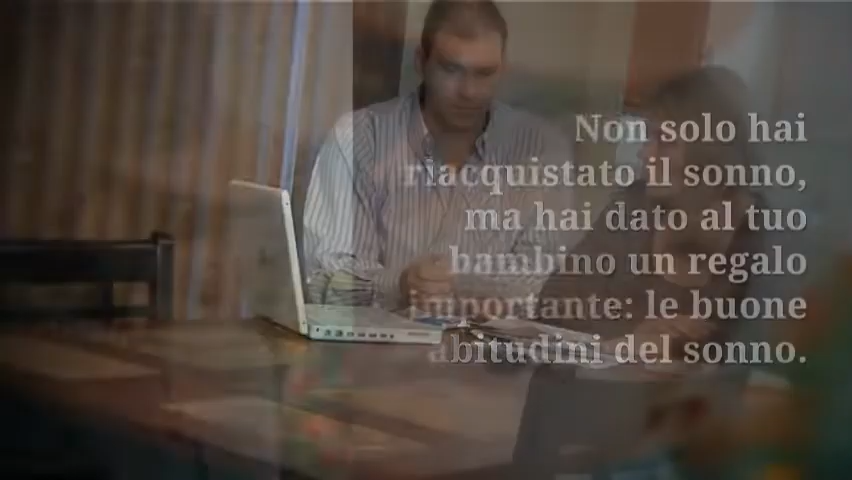 Non solo hai
riacquistato il sonno,
ma hai dato al tuo
bambino un regalo
importante: le buone
abitudini del sonno.